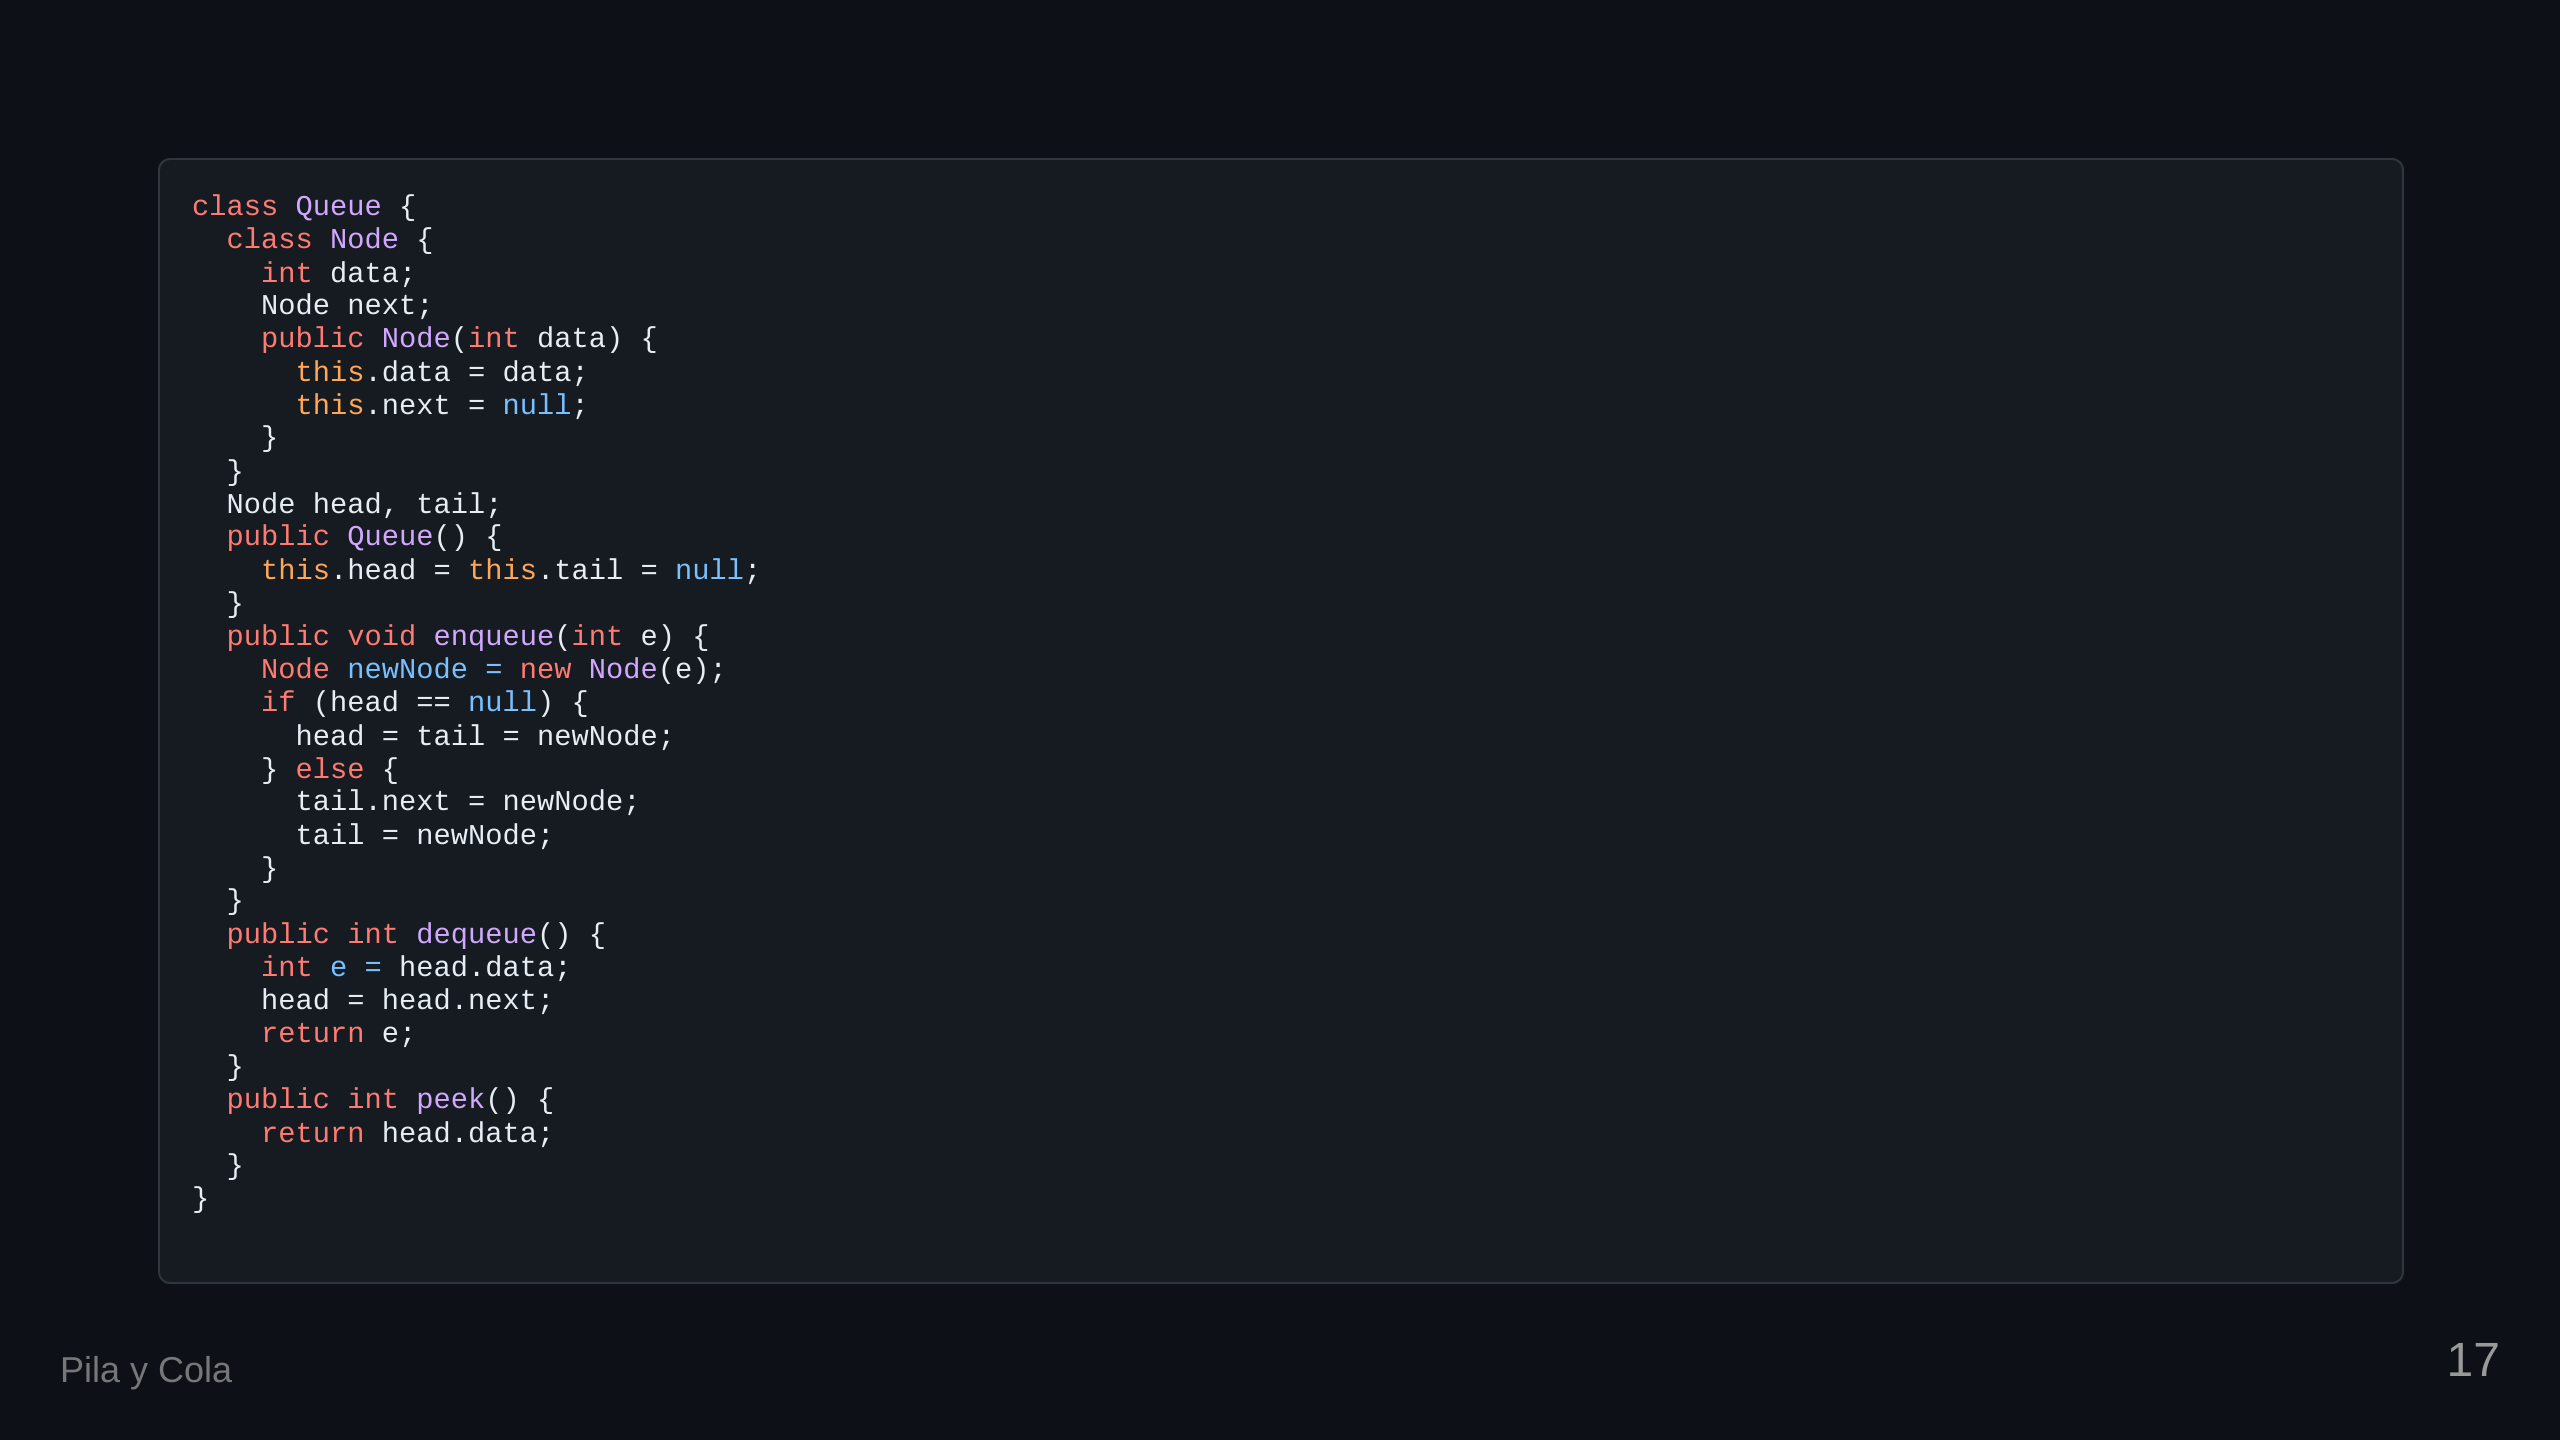 class Queue {
  class Node {
    int data;
    Node next;
    public Node(int data) {
      this.data = data;
      this.next = null;
    }
  }
  Node head, tail;
  public Queue() {
    this.head = this.tail = null;
  }
  public void enqueue(int e) {
    Node newNode = new Node(e);
    if (head == null) {
      head = tail = newNode;
    } else {
      tail.next = newNode;
      tail = newNode;
    }
  }
  public int dequeue() {
    int e = head.data;
    head = head.next;
    return e;
  }
  public int peek() {
    return head.data;
  }
}
Pila y Cola
17